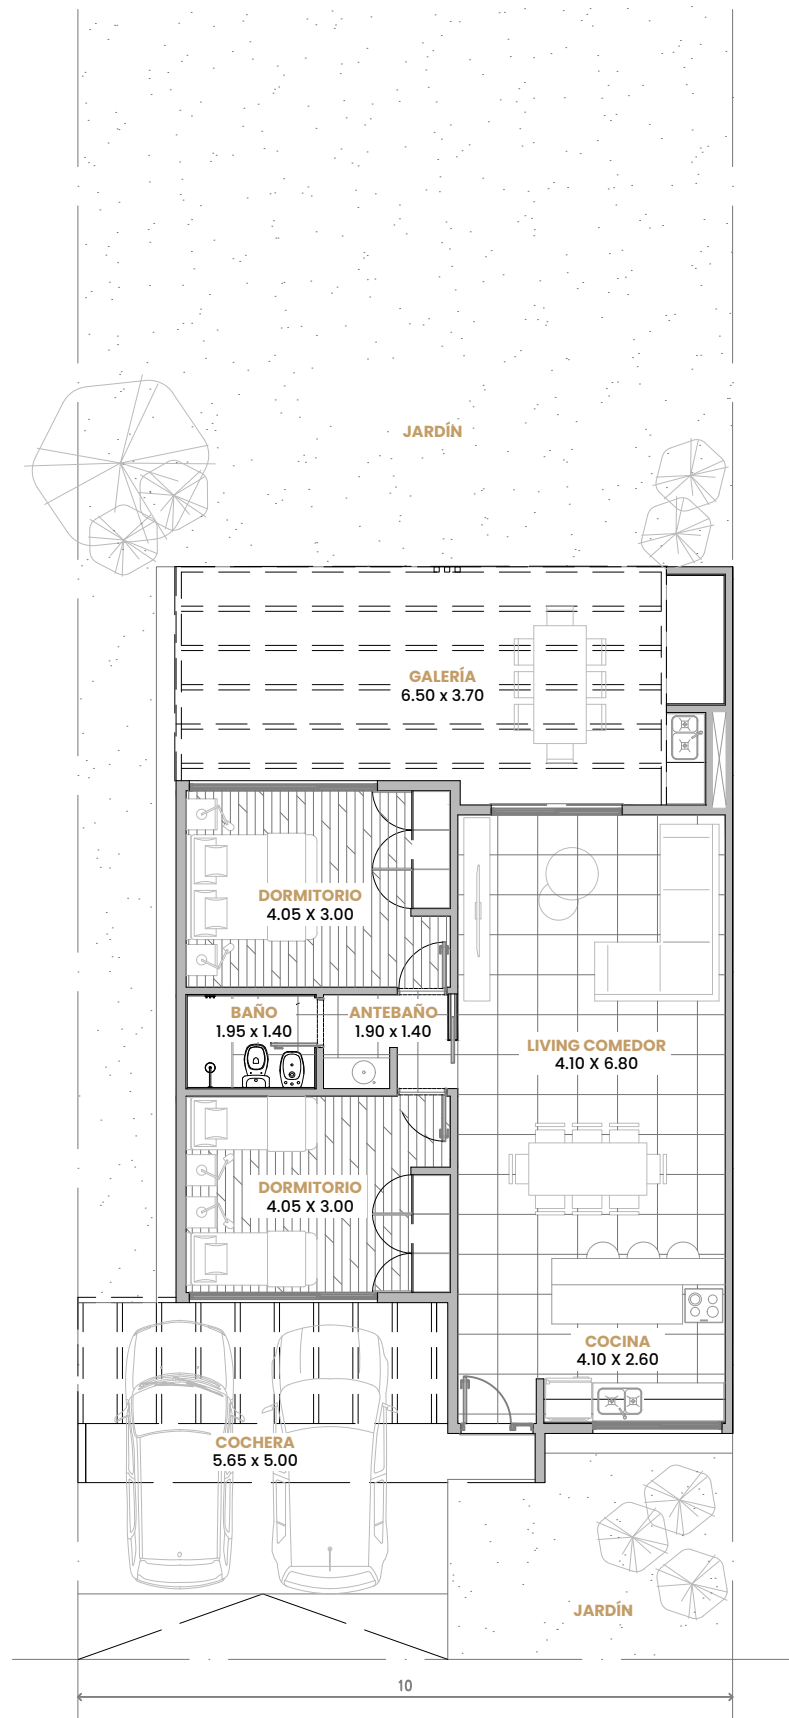 JARDÍN
GALERÍA
6.50 x 3.70
DORMITORIO
4.05 X 3.00
BAÑO
1.95 x 1.40
ANTEBAÑO
1.90 x 1.40
LIVING COMEDOR
4.10 X 6.80
DORMITORIO
4.05 X 3.00
COCINA
4.10 X 2.60
COCHERA
5.65 x 5.00
JARDÍN
10